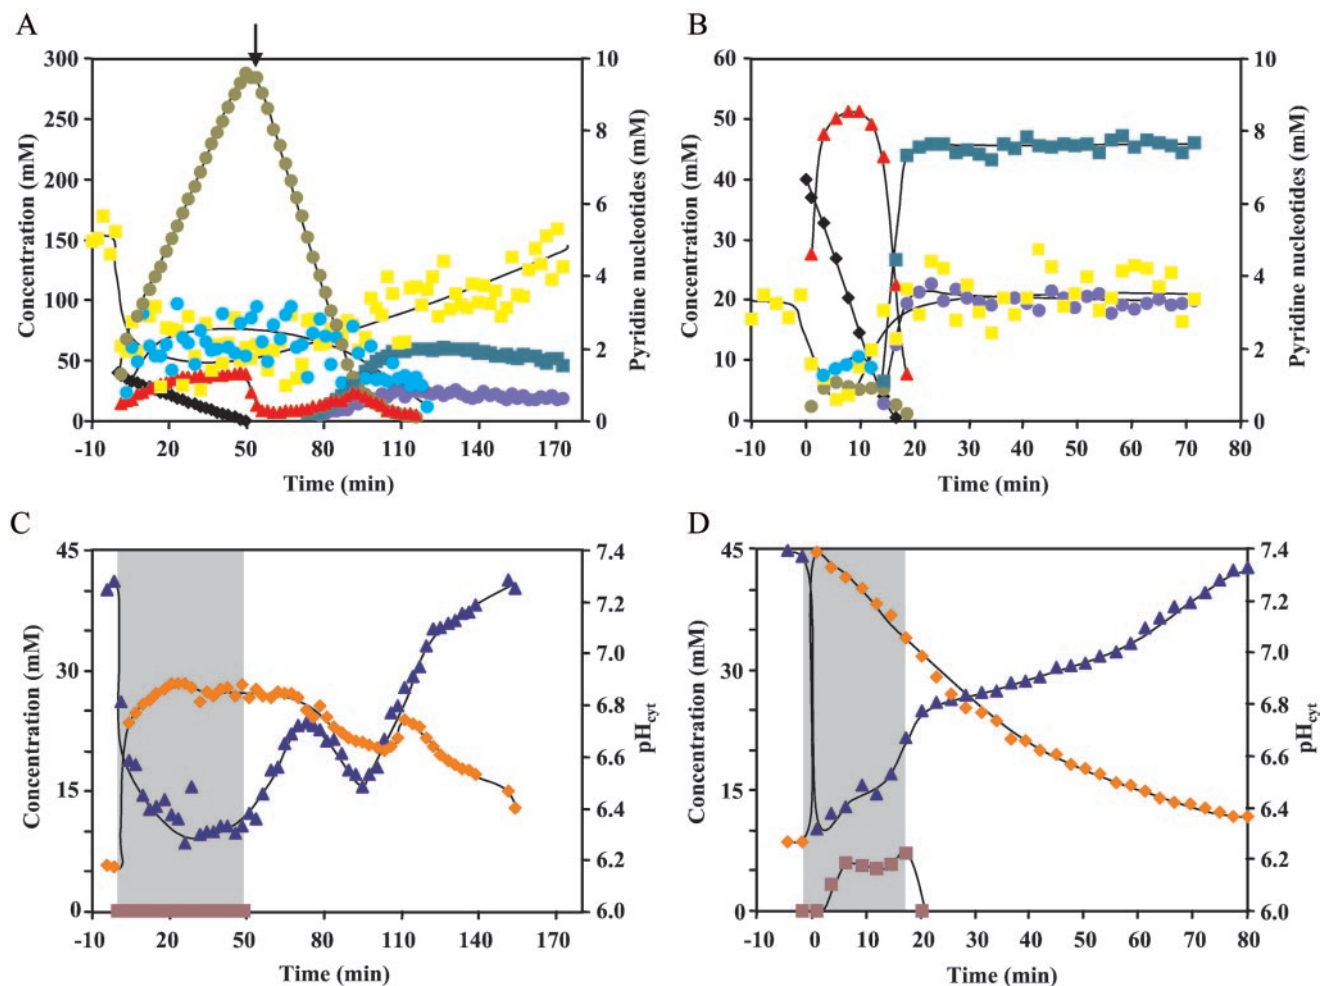 A
B
300
250
200
150
100
50
0
Concentration (mM)
10
8
6
4
2
0
Pyridine nucleotides (mM)
-10 20 50 80 110 140 170
Time (min)
60
50
40
30
20
10
0
Concentration (mM)
10
8
6
4
2
0
Pyridine nucleotides (mM)
-10 0 10 20 30 40 50 60 70 80
Time (min)
C
D
45
30
15
0
Concentration (mM)
7.4
7.2
7.0
6.8
6.6
6.4
6.2
6.0
pHcyt
-10 20 50 80 110 140 170
Time (min)
45
30
15
0
Concentration (mM)
7.4
7.2
7.0
6.8
6.6
6.4
6.2
6.0
pHcyt
-10 0 10 20 30 40 50 60 70 80
Time (min)